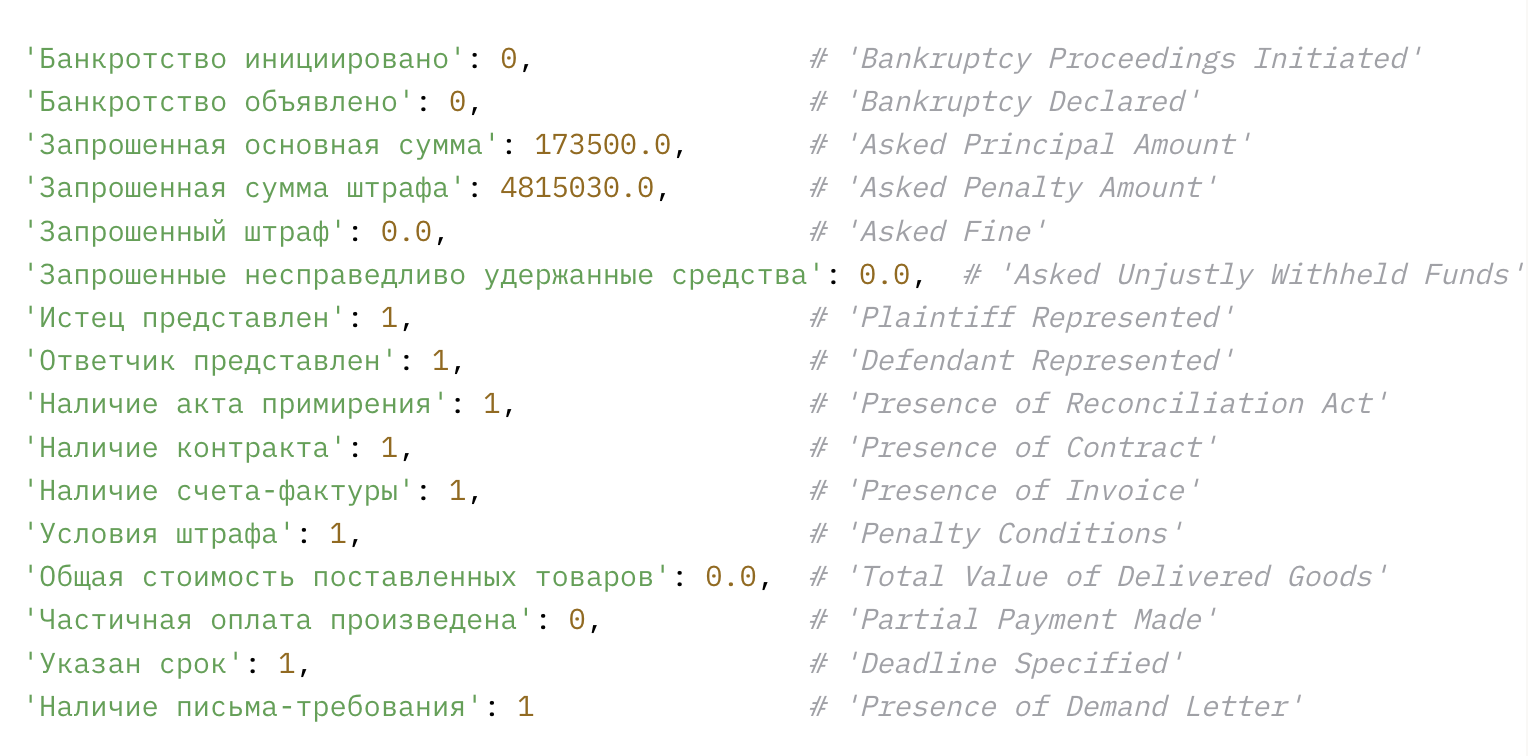 'Банкротство инициировано': 0, # 'Bankruptcy Proceedings Initiated'
'Банкротство объявлено': 0, # 'Bankruptcy Declared'
'Запрошенная основная сумма': 173500.0, # 'Asked Principal Amount'
'Запрошенная сумма штрафа': 4815030.0, # 'Asked Penalty Amount'
'Запрошенный штраф': 0.0, # 'Asked Fine'
'Запрошенные несправедливо удержанные средства': 0.0, # 'Asked Unjustly Withheld Funds'
'Истец представлен': 1, # 'Plaintiff Represented'
'Ответчик представлен': 1, # 'Defendant Represented'
'Наличие акта примирения': 1, # 'Presence of Reconciliation Act'
'Наличие контракта': 1, # 'Presence of Contract'
'Наличие счета-фактуры': 1, # 'Presence of Invoice'
'Условия штрафа': 1, # 'Penalty Conditions'
'Общая стоимость поставленных товаров': 0.0, # 'Total Value of Delivered Goods'
'Частичная оплата произведена': 0, # 'Partial Payment Made'
'Указан срок': 1, # 'Deadline Specified'
'Наличие письма-требования': 1 # 'Presence of Demand Letter'